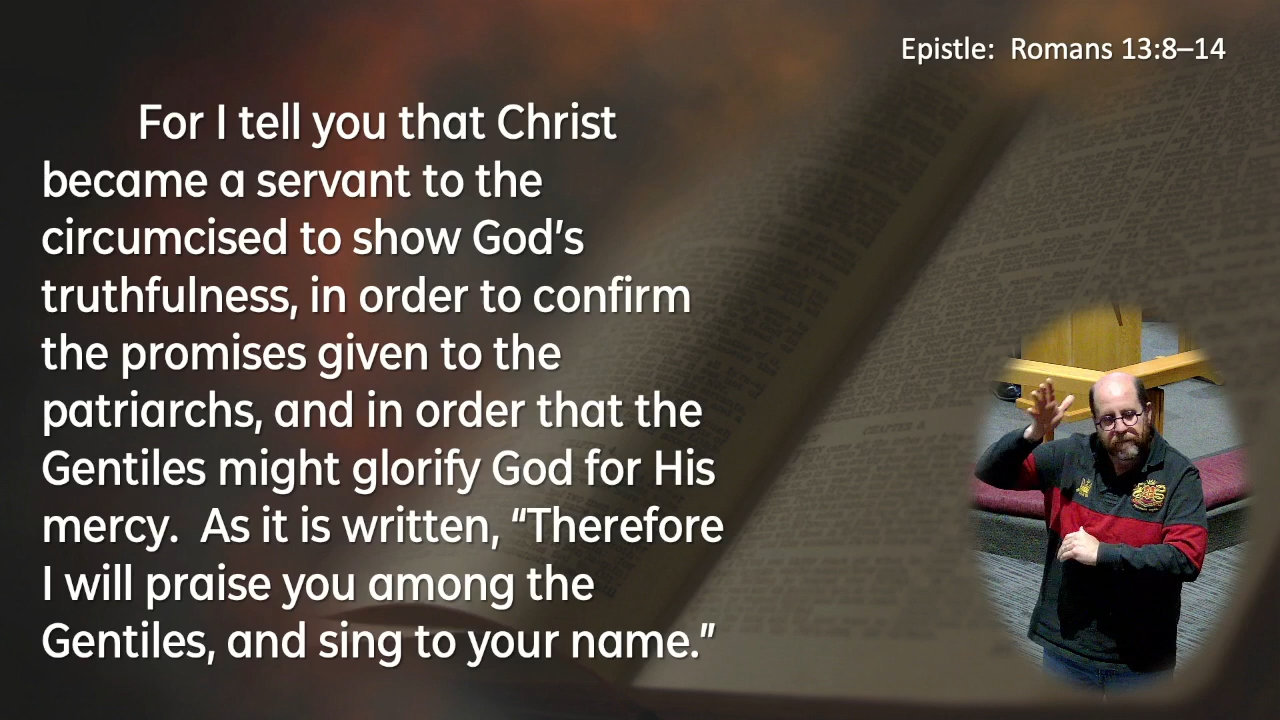 Epistle:  Romans 13:8–14
For I tell you that Christ
became a servant to the
circumcised to show God’s
truthfulness, in order to confirm
the promises given to the
patriarchs, and in order that the
Gentiles might glorify God for His
mercy.  As it is written, “Therefore
I will praise you among the
Gentiles, and sing to your name.”